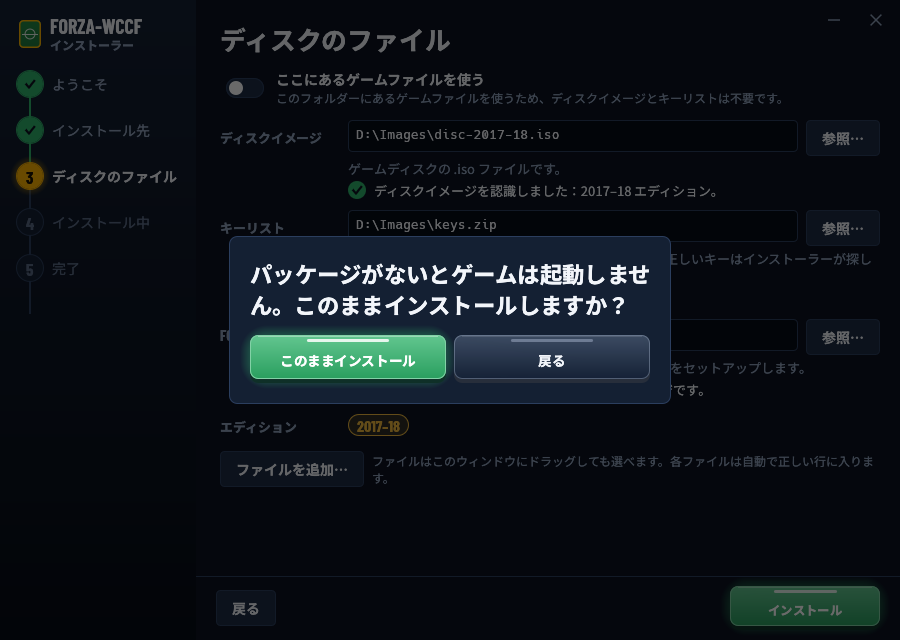 FORZA-WCCF
インストーラー
ようこそ
インストール先
3 ディスクのファイル
4 インストール中
5 完了
ディスクのファイル
ここにあるゲームファイルを使う
このフォルダーにあるゲームファイルを使うため、ディスクイメージとキーリストは不要です。
ディスクイメージ D:\Images\disc-2017-18.iso 参照…
ゲームディスクの .iso ファイルです。
ディスクイメージを認識しました：2017-18 エディション。
キーリスト D:\Images\keys.zip 参照…
正しいキーはインストーラーが探し
パッケージがないとゲームは起動しませ
ん。このままインストールしますか？
このままインストール 戻る
参照…
をセットアップします。
です。
エディション 2017-18
ファイルを追加… ファイルはこのウィンドウにドラッグしても選べます。各ファイルは自動で正しい行に入りま
す。
戻る インストール